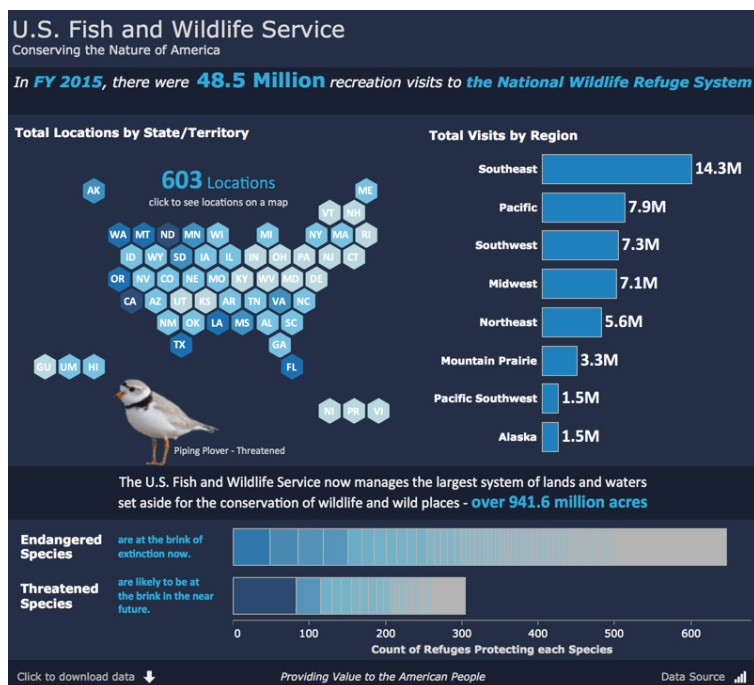 U.S. Fish and Wildlife Service
Conserving the Nature of America
In FY 2015, there were 48.5 Million recreation visits to the National Wildlife Refuge System
Total Locations by State/Territory
603 Locations
click to see locations on a map
AK
ME
VT NH
WA MT ND MN WI MI NY MA RI
ID WY SD IA IL IN OH PA NJ CT
OR NV CO NE MO KY WV MD DE
CA AZ UT KS AR TN VA NC
NM OK LA MS AL SC
TX GA
GU UM HI FL
NI PR VI
Piping Plover - Threatened
Total Visits by Region
Southeast 14.3M
Pacific 7.9M
Southwest 7.3M
Midwest 7.1M
Northeast 5.6M
Mountain Prairie 3.3M
Pacific Southwest 1.5M
Alaska 1.5M
The U.S. Fish and Wildlife Service now manages the largest system of lands and waters
set aside for the conservation of wildlife and wild places - over 941.6 million acres
Endangered
Species
are at the brink of
extinction now.
Threatened
Species
are likely to be at
the brink in the near
future.
0 100 200 300 400 500 600
Count of Refuges Protecting each Species
Click to download data
Providing Value to the American People
Data Source